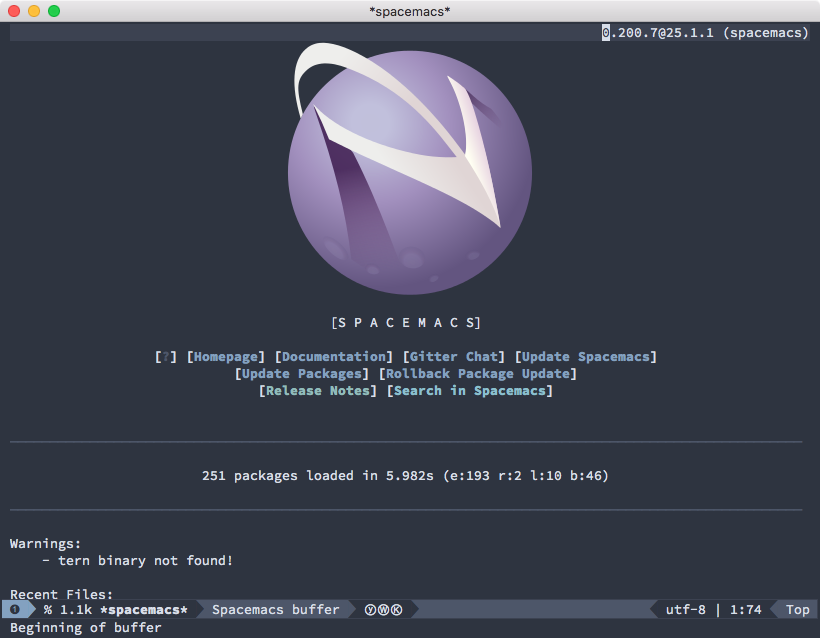 *spacemacs*
0.200.7@25.1.1 (spacemacs)
[S P A C E M A C S]
[?] [Homepage] [Documentation] [Gitter Chat] [Update Spacemacs]
[Update Packages] [Rollback Package Update]
[Release Notes] [Search in Spacemacs]
251 packages loaded in 5.982s (e:193 r:2 l:10 b:46)
Warnings:
- tern binary not found!
Recent Files:
❶ % 1.1k *spacemacs* Spacemacs buffer ⓨⓌⓀ utf-8 | 1:74 Top
Beginning of buffer